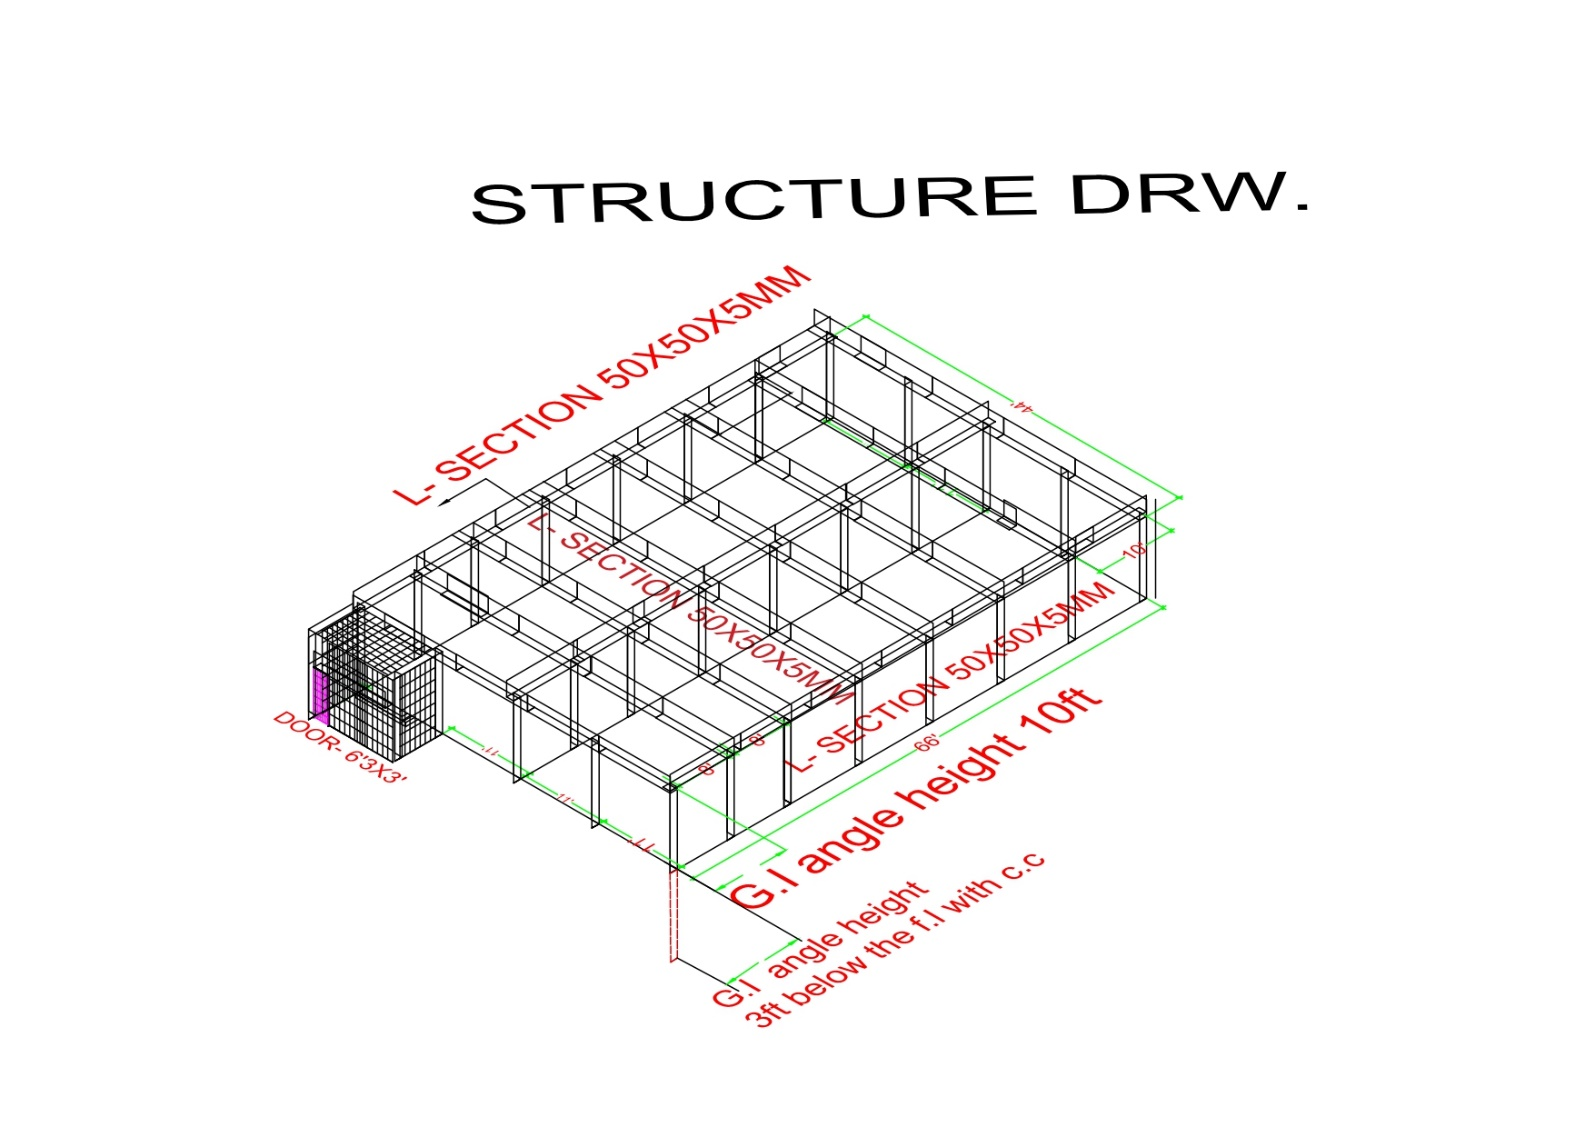 STRUCTURE DRW.
L- SECTION 50X50X5MM
44'
L- SECTION 50X50X5MM
10'
L- SECTION 50X50X5MM
66'
DOOR- 6'3X3'
11'
11'
11'
G.I angle height 10ft
G.I angle height
3ft below the f.l with c.c